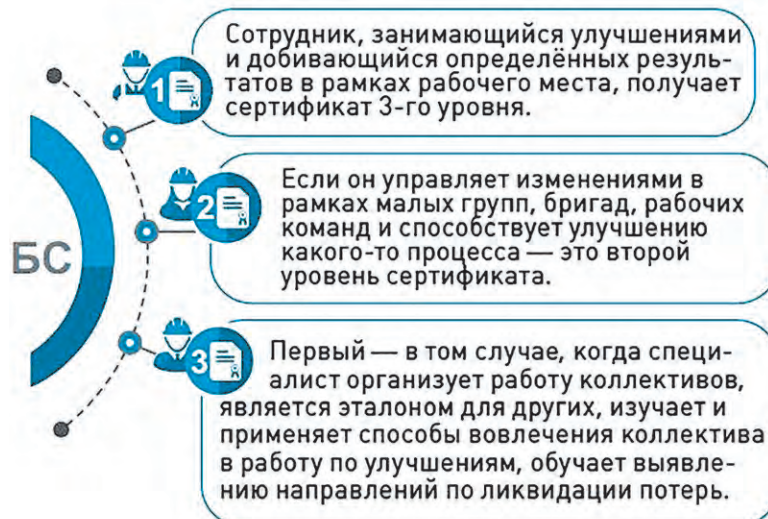 БС
1
Сотрудник, занимающийся улучшениями
и добивающийся определённых резуль-
татов в рамках рабочего места, получает
сертификат 3-го уровня.
2
Если он управляет изменениями в
рамках малых групп, бригад, рабочих
команд и способствует улучшению
какого-то процесса — это второй
уровень сертификата.
3
Первый — в том случае, когда специ-
алист организует работу коллективов,
является эталоном для других, изучает и
применяет способы вовлечения коллектива
в работу по улучшениям, обучает выявле-
нию направлений по ликвидации потерь.